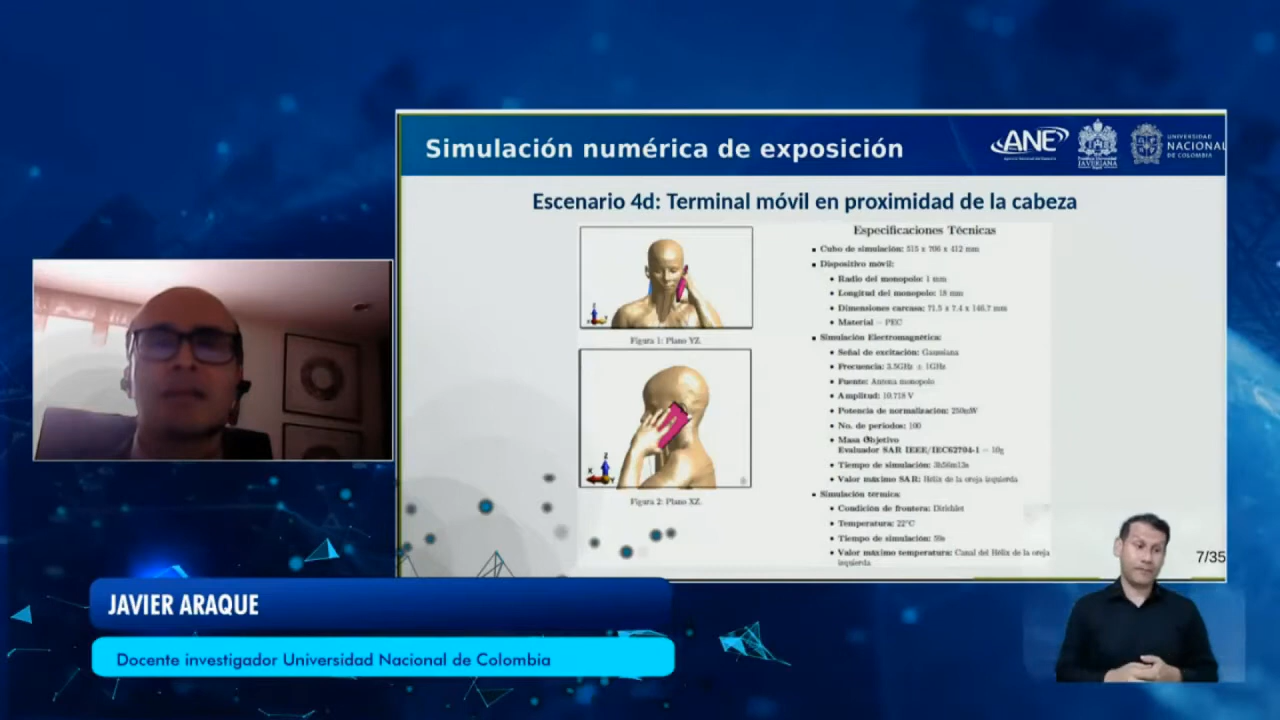 Simulación numérica de exposición
ANE
UNIVERSIDAD
NACIONAL
DE COLOMBIA
Escenario 4d: Terminal móvil en proximidad de la cabeza
Figura 1: Plano YZ.
Figura 2: Plano XZ.
Especificaciones Técnicas
Cubo de simulación: 515 x 706 x 412 mm
Dispositivo móvil:
Radio del monopolo: 1 mm
Longitud del monopolo: 18 mm
Dimensiones carcasa: 71.5 x 7.4 x 146.7 mm
Material – PEC
Simulación Electromagnética:
Señal de excitación: Gaussiana
Frecuencia: 3.5GHz ± 1GHz
Fuente: Antena monopolo
Amplitud: 10.718 V
Potencia de normalización: 250mW
No. de periodos: 100
Masa Objetivo
Evaluador SAR IEEE/IEC62704-1 – 10g
Tiempo de simulación: 3h56m13s
Valor máximo SAR: Hélix de la oreja izquierda
Simulación térmica:
Condición de frontera: Dirichlet
Temperatura: 22°C
Tiempo de simulación: 59s
Valor máximo temperatura: Canal del Hélix de la oreja
izquierda
7/35
JAVIER ARAQUE
Docente investigador Universidad Nacional de Colombia